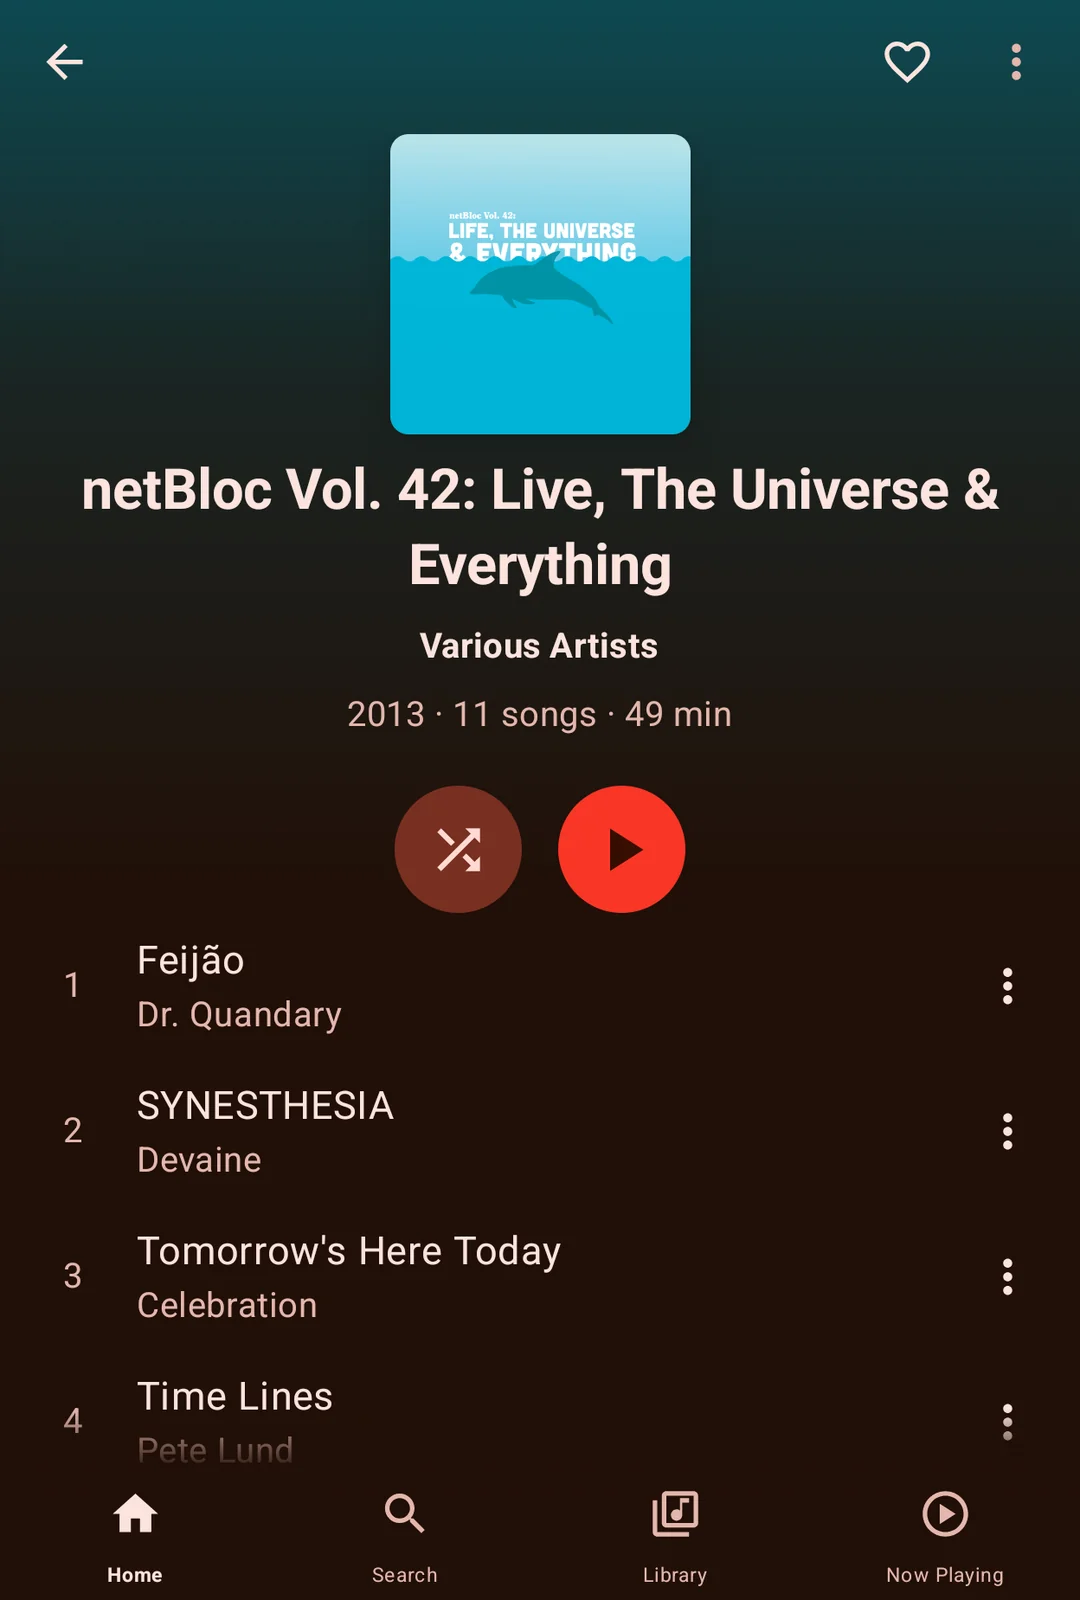 netBloc Vol. 42:
LIFE, THE UNIVERSE
& EVERYTHING
netBloc Vol. 42: Live, The Universe &
Everything
Various Artists
2013 · 11 songs · 49 min
1
Feijão
Dr. Quandary
2
SYNESTHESIA
Devaine
3
Tomorrow's Here Today
Celebration
4
Time Lines
Pete Lund
Home
Search
Library
Now Playing